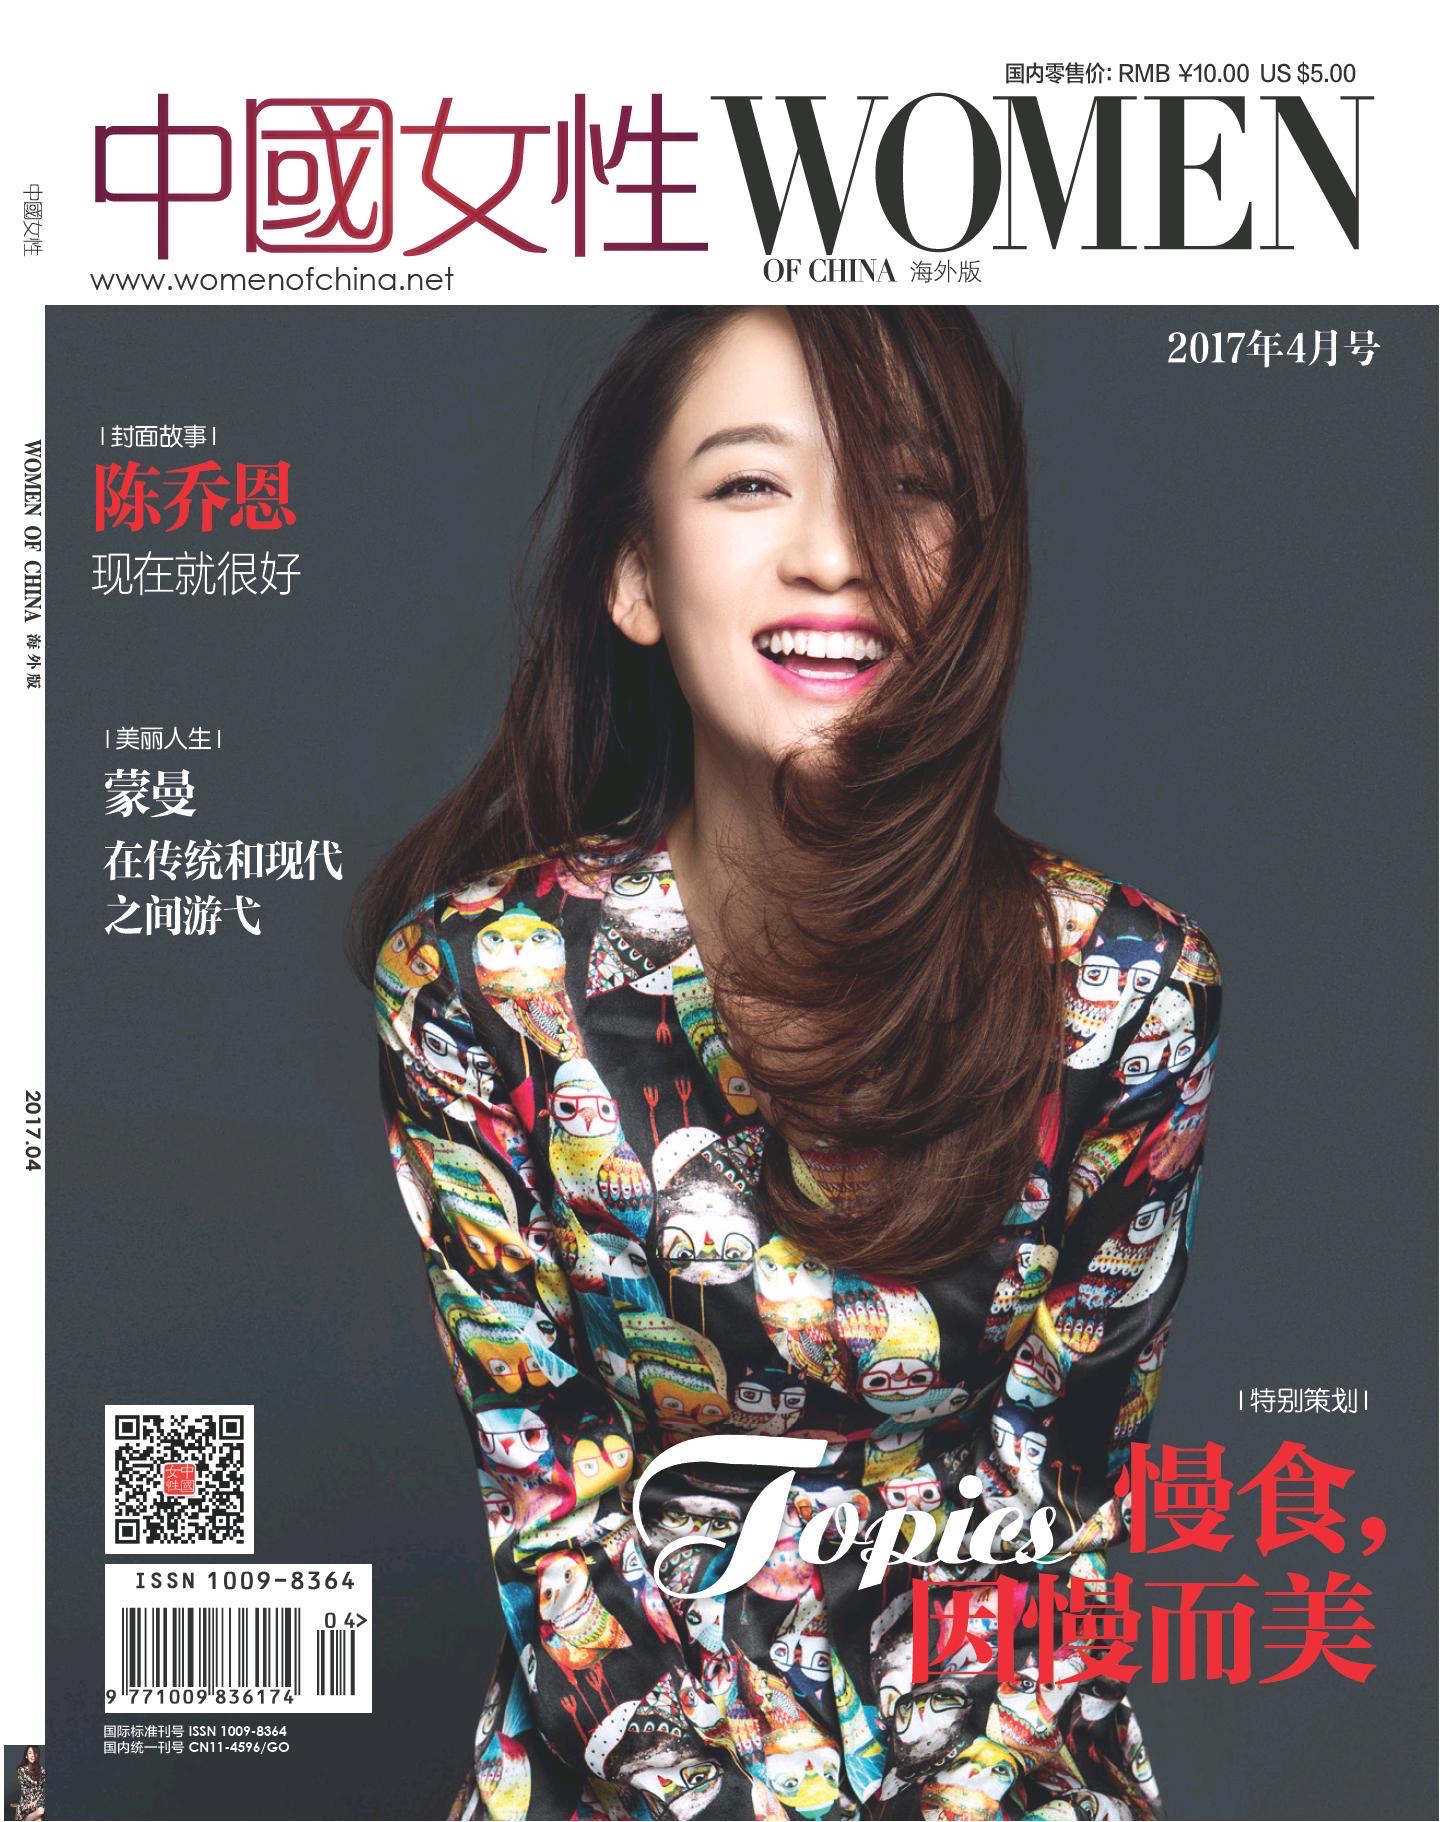 国内零售价: RMB ¥10.00 US $5.00
中國女性 WOMEN
OF CHINA 海外版
www.womenofchina.net
2017年4月号
中國女性
WOMEN OF CHINA 海外版
2017.04
|封面故事|
陈乔恩
现在就很好
|美丽人生|
蒙曼
在传统和现代
之间游弋
|特别策划|
Topics 慢食,
因慢而美
中國
女性
ISSN 1009-8364
04>
9 771009 836174
国际标准刊号 ISSN 1009-8364
国内统一刊号 CN11-4596/GO